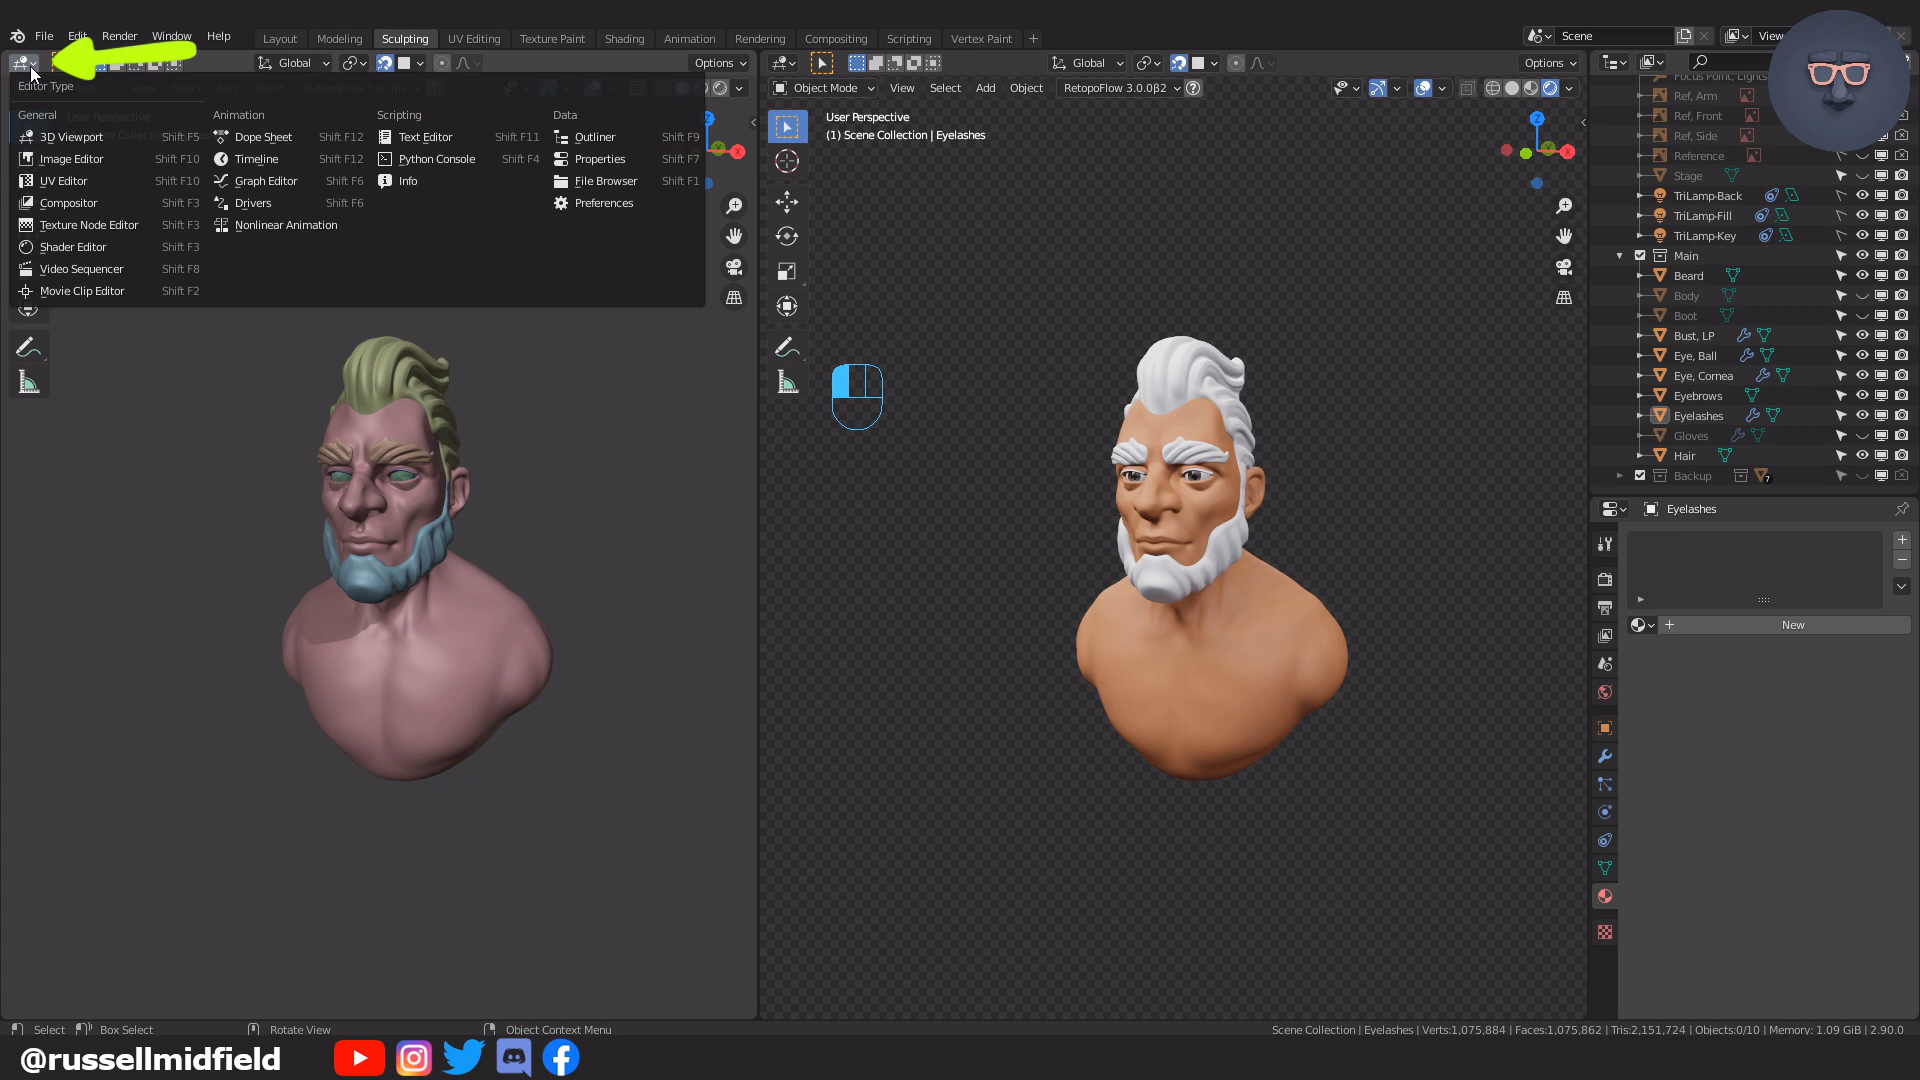 File Edit Render Window Help Layout Modeling Sculpting UV Editing Texture Paint Shading Animation Rendering Compositing Scripting Vertex Paint + Scene View
Global Options Global Options
Editor Type
Object Mode View Select Add Object RetopoFlow 3.0.0β2
General Animation Scripting Data
3D Viewport Shift F5 Dope Sheet Shift F12 Text Editor Shift F11 Outliner Shift F9
Image Editor Shift F10 Timeline Shift F12 Python Console Shift F4 Properties Shift F7
UV Editor Shift F10 Graph Editor Shift F6 Info File Browser Shift F1
Compositor Shift F3 Drivers Shift F6 Preferences
Texture Node Editor Shift F3 Nonlinear Animation
Shader Editor Shift F3
Video Sequencer Shift F8
Movie Clip Editor Shift F2
User Perspective
(1) Scene Collection | Eyelashes
Focus Point, Lights
Ref, Arm
Ref, Front
Ref, Side
Reference
Stage
TriLamp-Back
TriLamp-Fill
TriLamp-Key
Main
Beard
Body
Boot
Bust, LP
Eye, Ball
Eye, Cornea
Eyebrows
Eyelashes
Gloves
Hair
Backup 7
Eyelashes
New
Select Box Select Rotate View Object Context Menu Scene Collection | Eyelashes | Verts:1,075,884 | Faces:1,075,862 | Tris:2,151,724 | Objects:0/10 | Memory: 1.09 GiB | 2.90.0
@russellmidfield